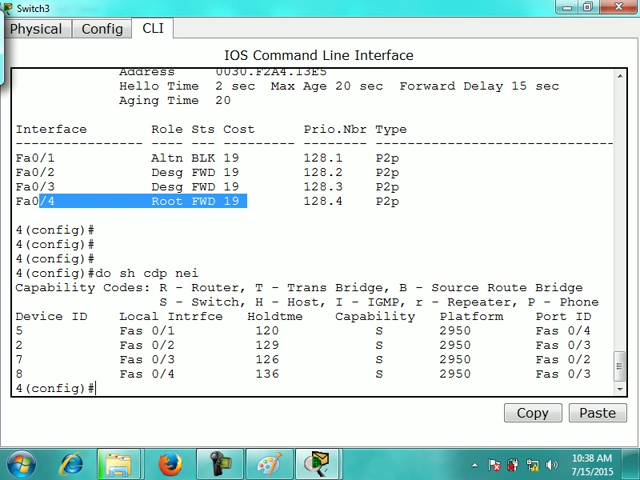 Switch3
Physical Config CLI
IOS Command Line Interface
Address 0030.F2A4.13E5
Hello Time 2 sec Max Age 20 sec Forward Delay 15 sec
Aging Time 20
Interface Role Sts Cost Prio.Nbr Type
---------------- ---- --- --------- -------- --------------------------------
Fa0/1 Altn BLK 19 128.1 P2p
Fa0/2 Desg FWD 19 128.2 P2p
Fa0/3 Desg FWD 19 128.3 P2p
Fa0/4 Root FWD 19 128.4 P2p
4(config)#
4(config)#
4(config)#
4(config)#do sh cdp nei
Capability Codes: R - Router, T - Trans Bridge, B - Source Route Bridge
S - Switch, H - Host, I - IGMP, r - Repeater, P - Phone
Device ID Local Intrfce Holdtme Capability Platform Port ID
5 Fas 0/1 120 S 2950 Fas 0/4
2 Fas 0/2 129 S 2950 Fas 0/2
7 Fas 0/3 126 S 2950 Fas 0/2
8 Fas 0/4 136 S 2950 Fas 0/3
4(config)#
Copy Paste
10:38 AM
7/15/2015